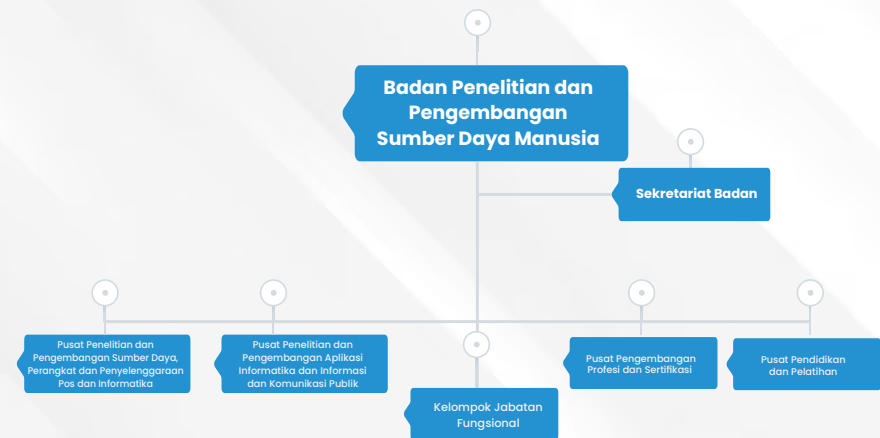 Badan Penelitian dan
Pengembangan
Sumber Daya Manusia
Sekretariat Badan
Pusat Penelitian dan
Pengembangan Sumber Daya,
Perangkat dan Penyelenggaraan
Pos dan Informatika
Pusat Penelitian dan
Pengembangan Aplikasi
Informatika dan Informasi
dan Komunikasi Publik
Kelompok Jabatan
Fungsional
Pusat Pengembangan
Profesi dan Sertifikasi
Pusat Pendidikan
dan Pelatihan